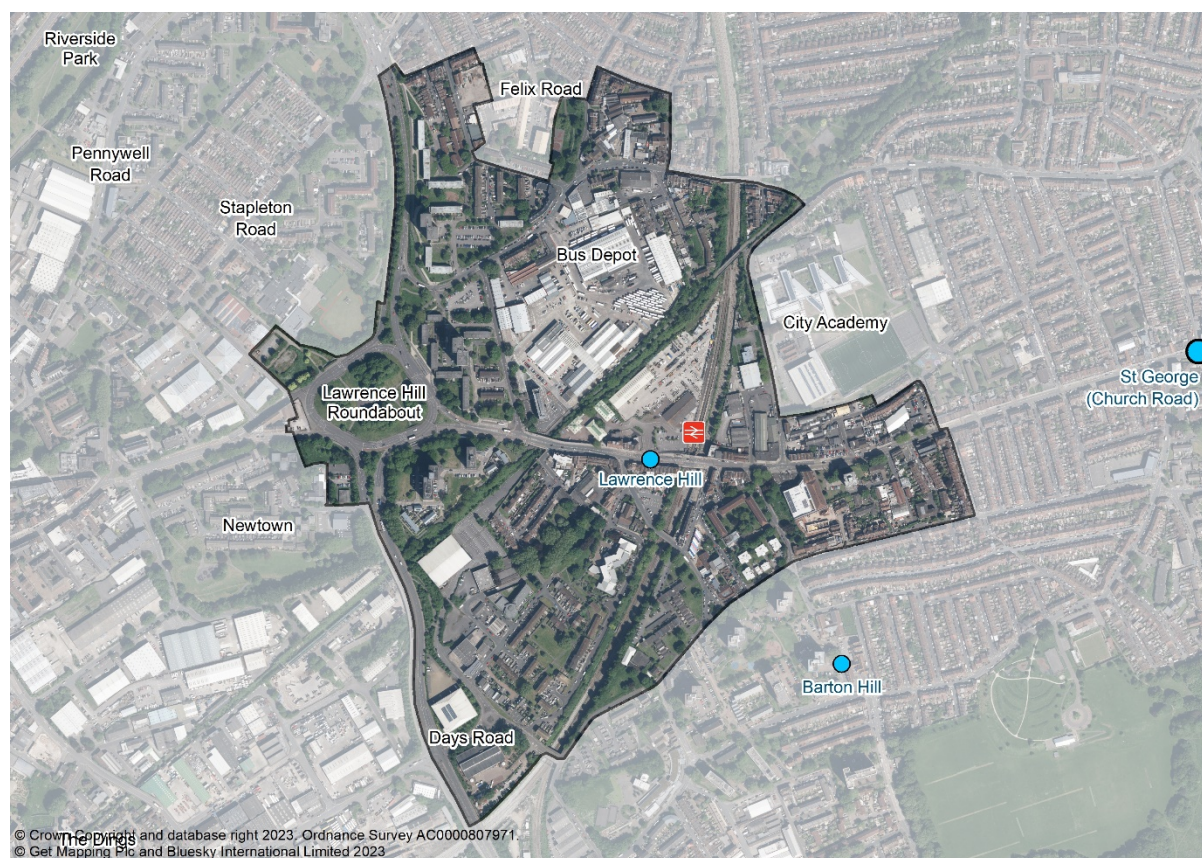 Riverside
Park
Felix Road
Pennywell
Road
Stapleton
Road
Bus Depot
City Academy
St George
(Church Road)
Lawrence Hill
Roundabout
Lawrence Hill
Newtown
Barton Hill
Days Road
The Dings
© Crown Copyright and database right 2023. Ordnance Survey AC0000807971.
© Get Mapping Plc and Bluesky International Limited 2023